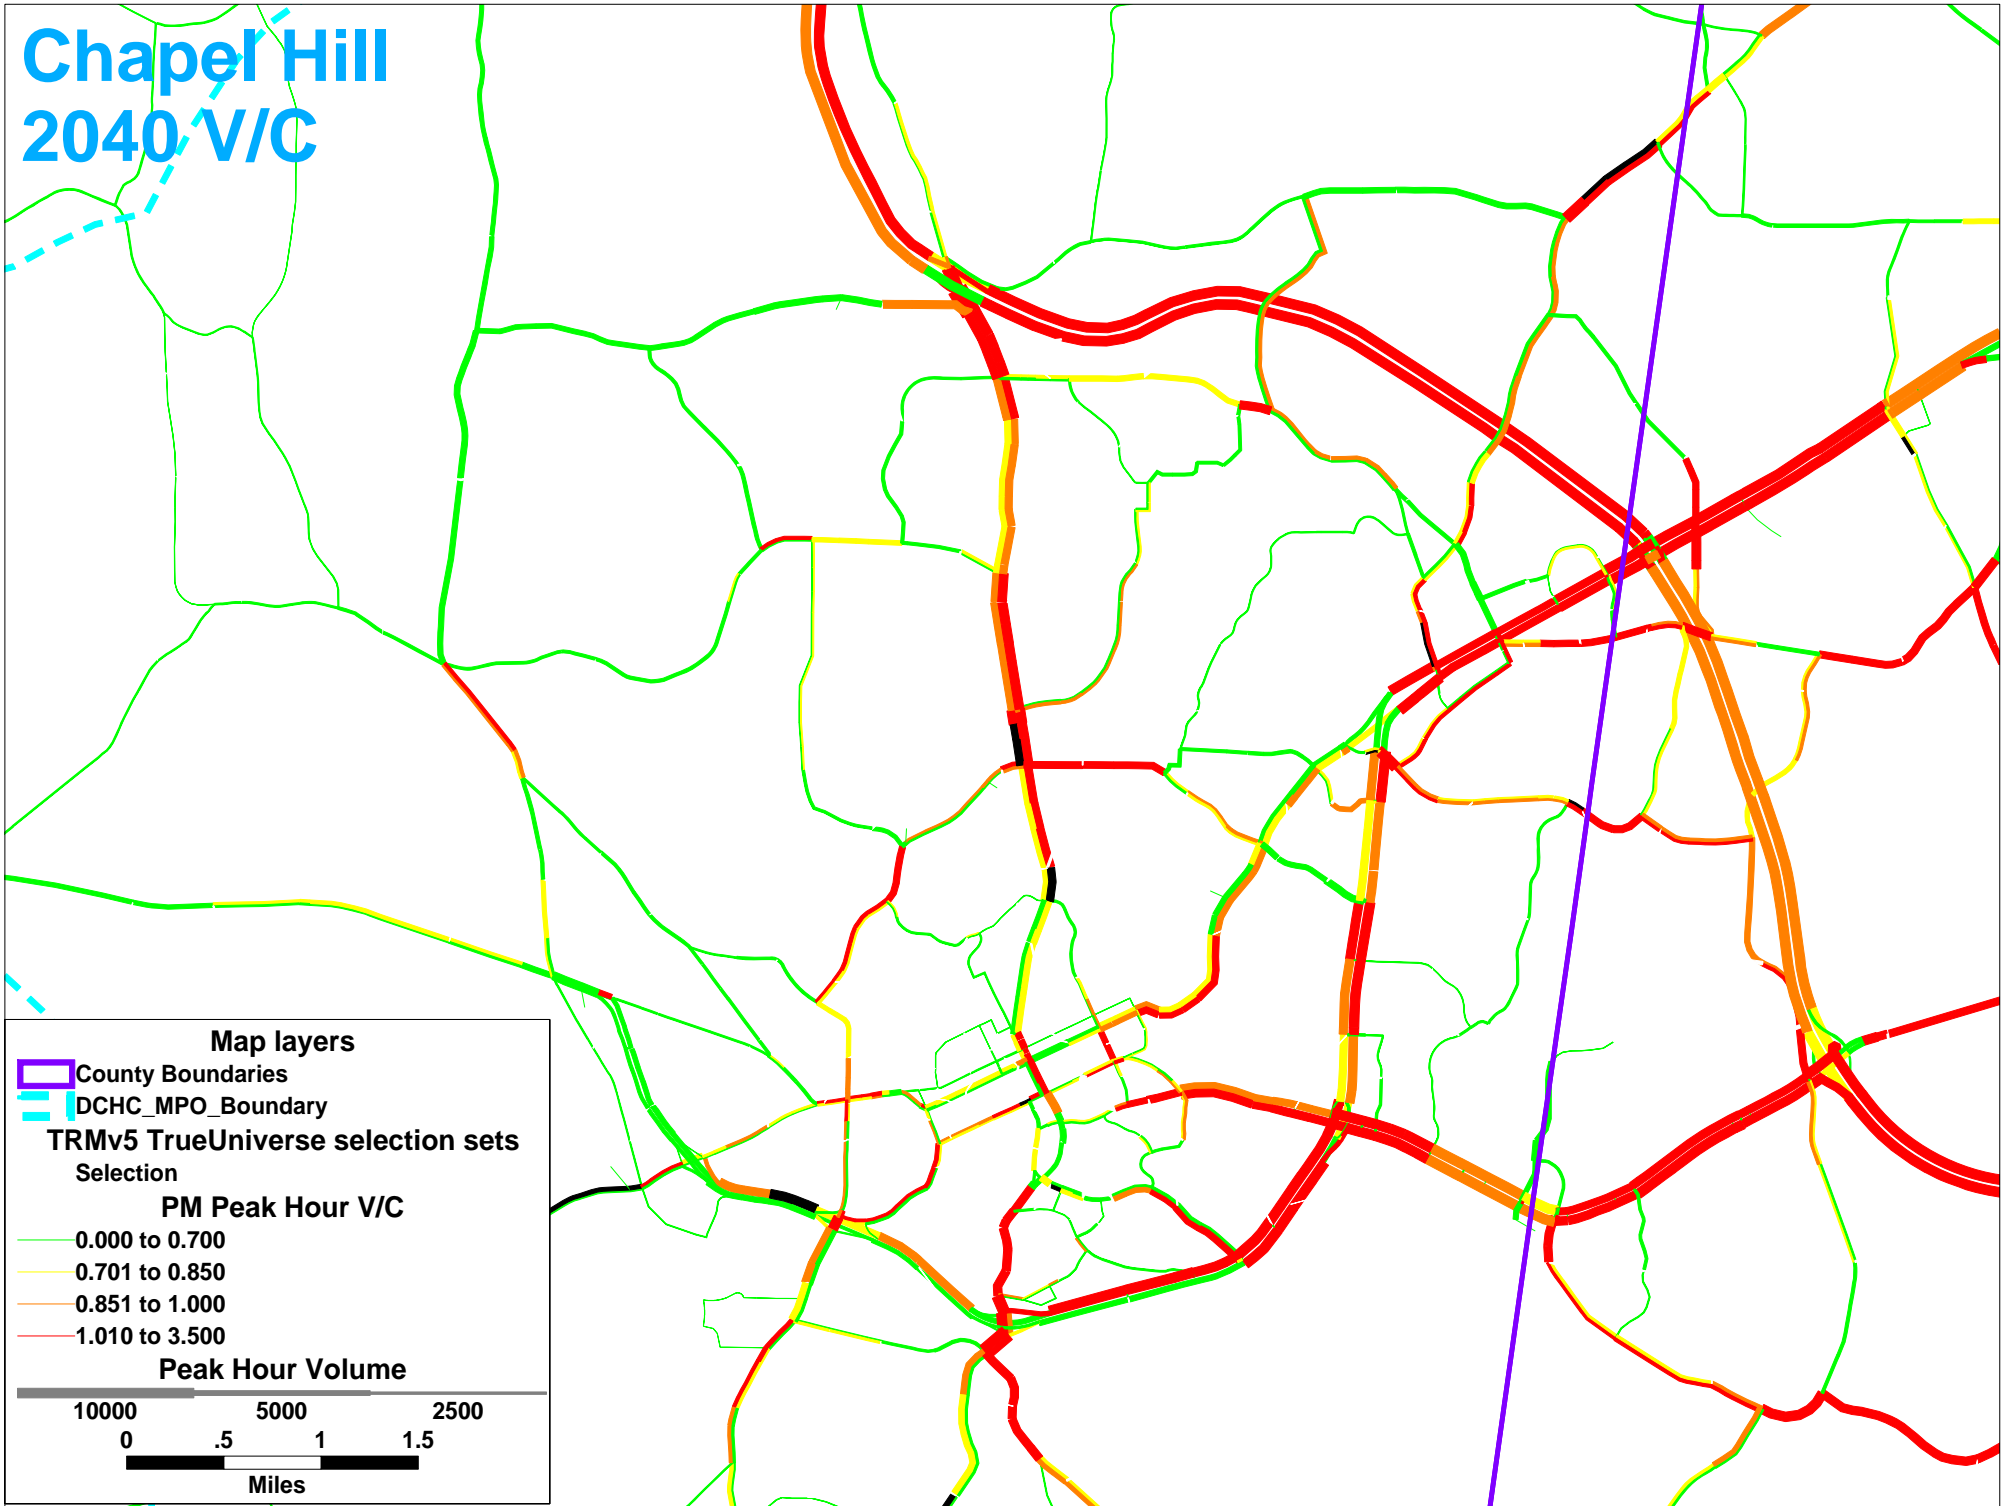 Chapel Hill
2040 V/C
Map layers
County Boundaries
DCHC_MPO_Boundary
TRMv5 TrueUniverse selection sets
Selection
PM Peak Hour V/C
0.000 to 0.700
0.701 to 0.850
0.851 to 1.000
1.010 to 3.500
Peak Hour Volume
10000 5000 2500
0 .5 1 1.5
Miles